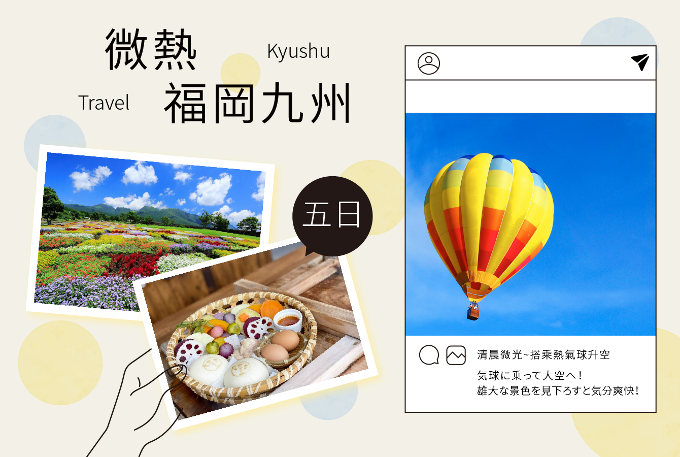 微熱
Kyushu
Travel
福岡九州
五日
清晨微光~搭乘熱氣球升空
気球に乗って人空へ！
雄大な景色を見下ろすと気分爽快！